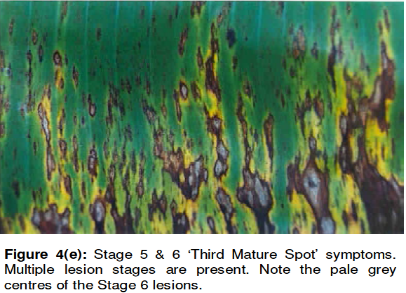 Figure 4(e): Stage 5 & 6 ‘Third Mature Spot’ symptoms.
Multiple lesion stages are present. Note the pale grey
centres of the Stage 6 lesions.